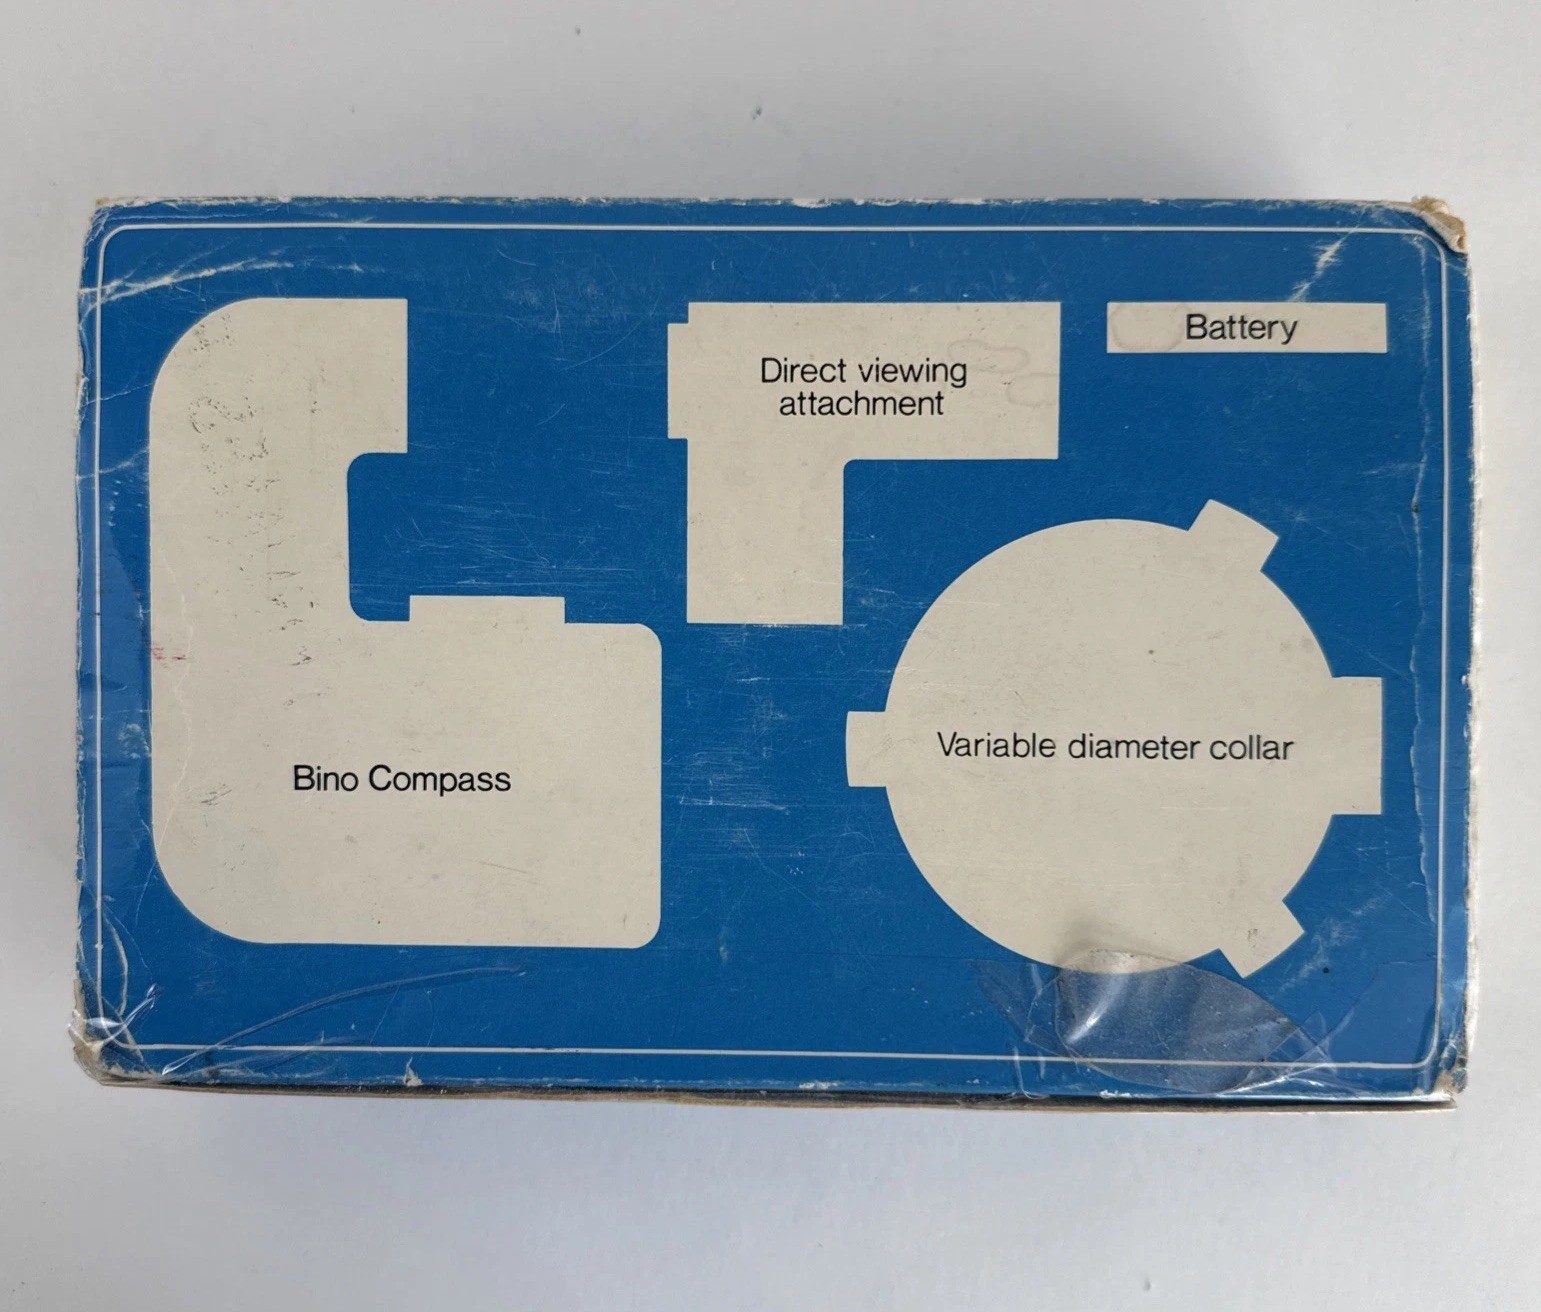 Battery
Direct viewing
attachment
Variable diameter collar
Bino Compass